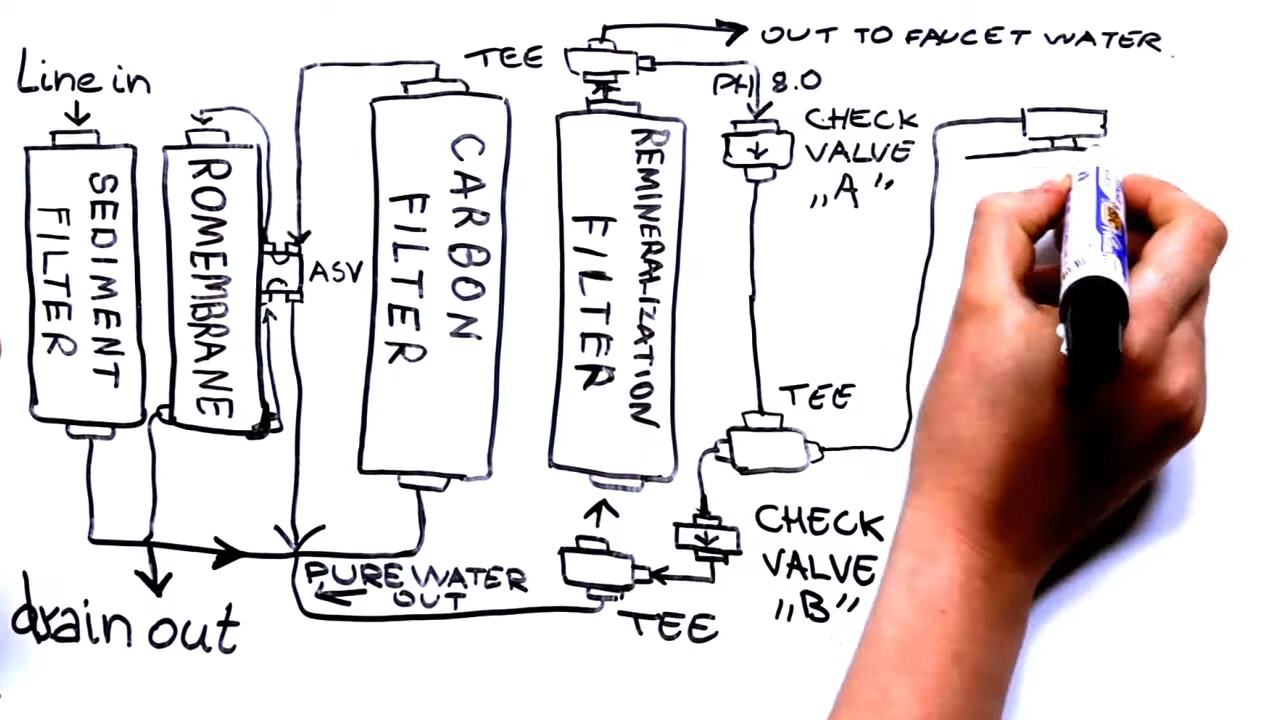 Line in
SEDIMENT
FILTER
ROMEMBRANE
ASV
CARBON
FILTER
TEE
OUT TO FAUCET WATER
PH 8.0
REMINERALIZATION
FILTER
CHECK
VALVE
„A”
TEE
CHECK
VALVE
„B”
TEE
PURE WATER
OUT
drain out